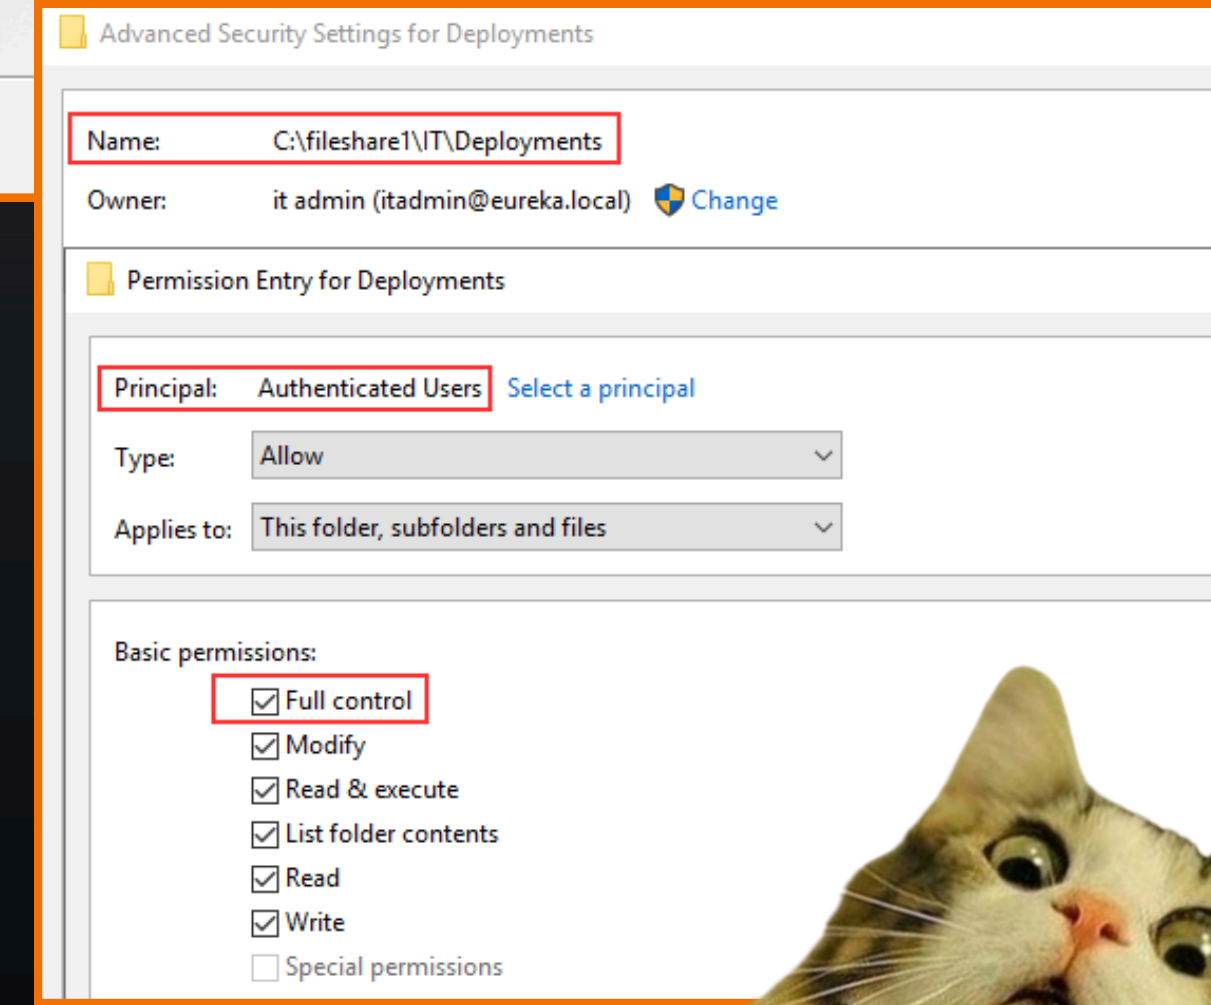 Advanced Security Settings for Deployments
Name: C:\fileshare1\IT\Deployments
Owner: it admin (itadmin@eureka.local) Change
Permission Entry for Deployments
Principal: Authenticated Users Select a principal
Type: Allow
Applies to: This folder, subfolders and files
Basic permissions:
Full control
Modify
Read & execute
List folder contents
Read
Write
Special permissions